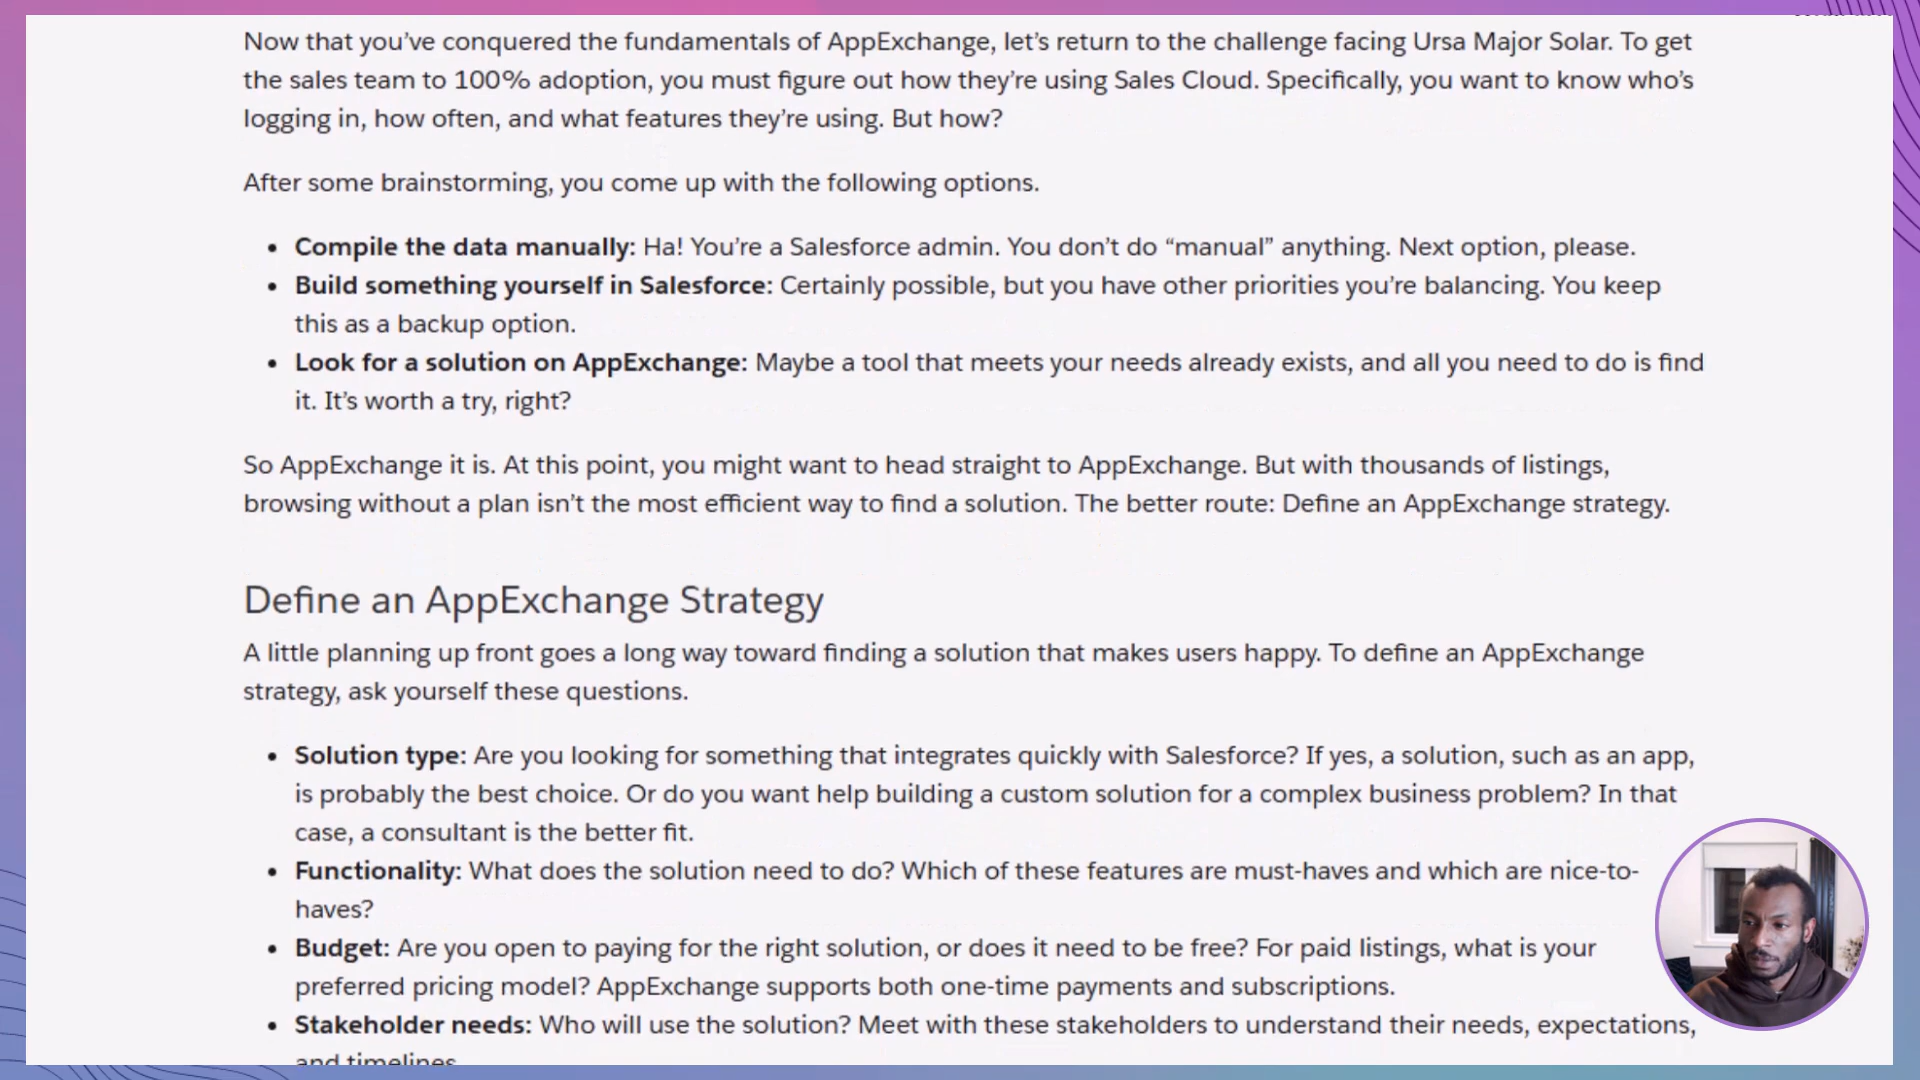 Now that you’ve conquered the fundamentals of AppExchange, let’s return to the challenge facing Ursa Major Solar. To get
the sales team to 100% adoption, you must figure out how they’re using Sales Cloud. Specifically, you want to know who’s
logging in, how often, and what features they’re using. But how?
After some brainstorming, you come up with the following options.
• Compile the data manually: Ha! You’re a Salesforce admin. You don’t do “manual” anything. Next option, please.
• Build something yourself in Salesforce: Certainly possible, but you have other priorities you’re balancing. You keep
this as a backup option.
• Look for a solution on AppExchange: Maybe a tool that meets your needs already exists, and all you need to do is find
it. It’s worth a try, right?
So AppExchange it is. At this point, you might want to head straight to AppExchange. But with thousands of listings,
browsing without a plan isn’t the most efficient way to find a solution. The better route: Define an AppExchange strategy.
Define an AppExchange Strategy
A little planning up front goes a long way toward finding a solution that makes users happy. To define an AppExchange
strategy, ask yourself these questions.
• Solution type: Are you looking for something that integrates quickly with Salesforce? If yes, a solution, such as an app,
is probably the best choice. Or do you want help building a custom solution for a complex business problem? In that
case, a consultant is the better fit.
• Functionality: What does the solution need to do? Which of these features are must-haves and which are nice-to-
haves?
• Budget: Are you open to paying for the right solution, or does it need to be free? For paid listings, what is your
preferred pricing model? AppExchange supports both one-time payments and subscriptions.
• Stakeholder needs: Who will use the solution? Meet with these stakeholders to understand their needs, expectations,
and timelines